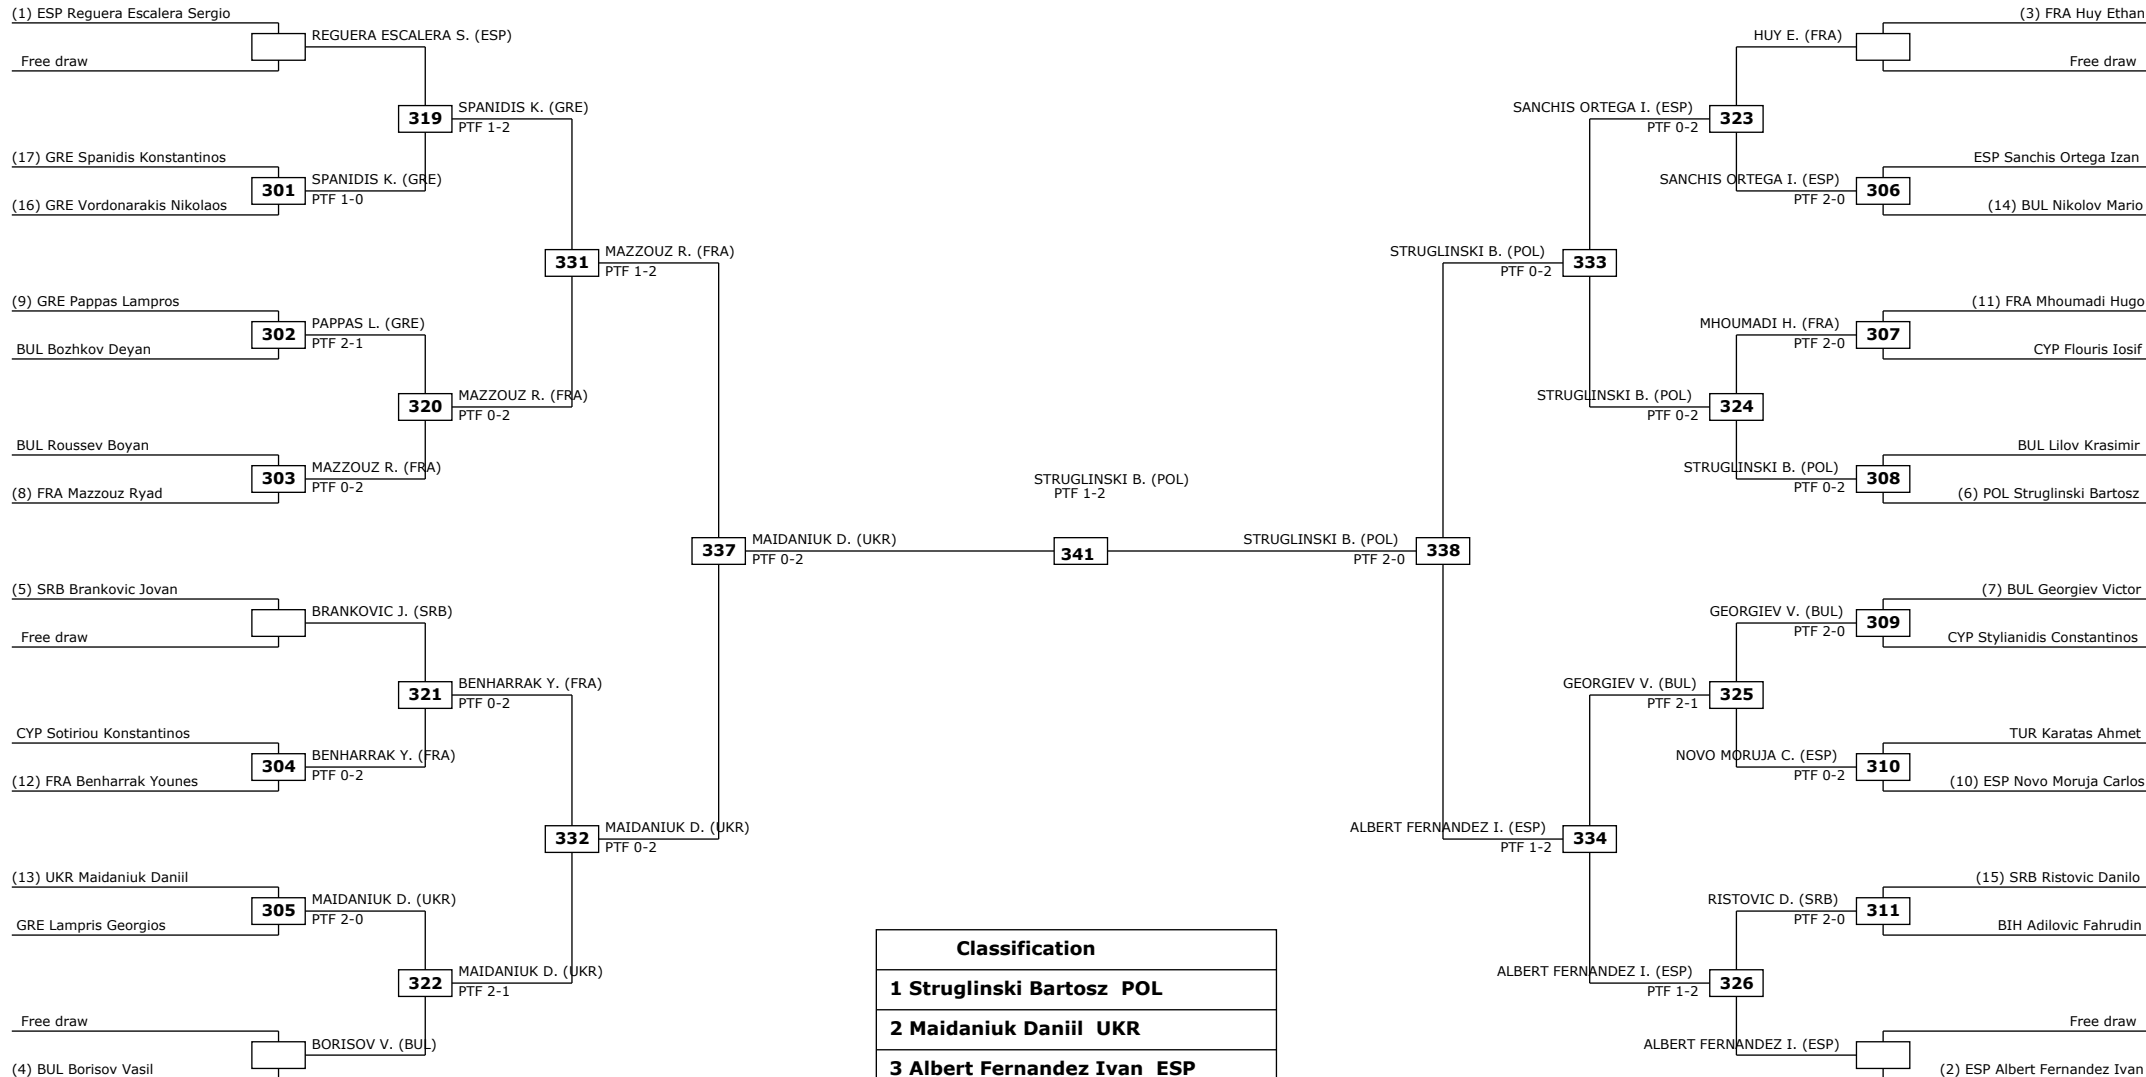 (1) ESP Reguera Escalera Sergio
Free draw
REGUERA ESCALERA S. (ESP)
319
SPANIDIS K. (GRE)
PTF 1-2
(17) GRE Spanidis Konstantinos
(16) GRE Vordonarakis Nikolaos
301
SPANIDIS K. (GRE)
PTF 1-0
331
MAZZOUZ R. (FRA)
PTF 1-2
(9) GRE Pappas Lampros
BUL Bozhkov Deyan
302
PAPPAS L. (GRE)
PTF 2-1
320
MAZZOUZ R. (FRA)
PTF 0-2
BUL Roussev Boyan
(8) FRA Mazzouz Ryad
303
MAZZOUZ R. (FRA)
PTF 0-2
337
MAIDANIUK D. (UKR)
PTF 0-2
(5) SRB Brankovic Jovan
Free draw
BRANKOVIC J. (SRB)
321
BENHARRAK Y. (FRA)
PTF 0-2
CYP Sotiriou Konstantinos
(12) FRA Benharrak Younes
304
BENHARRAK Y. (FRA)
PTF 0-2
332
MAIDANIUK D. (UKR)
PTF 0-2
(13) UKR Maidaniuk Daniil
GRE Lampris Georgios
305
MAIDANIUK D. (UKR)
PTF 2-0
322
MAIDANIUK D. (UKR)
PTF 2-1
Free draw
(4) BUL Borisov Vasil
BORISOV V. (BUL)
STRUGLINSKI B. (POL)
PTF 1-2
341
(3) FRA Huy Ethan
Free draw
HUY E. (FRA)
SANCHIS ORTEGA I. (ESP)
PTF 0-2
323
ESP Sanchis Ortega Izan
(14) BUL Nikolov Mario
SANCHIS ORTEGA I. (ESP)
PTF 2-0
306
STRUGLINSKI B. (POL)
PTF 0-2
333
(11) FRA Mhoumadi Hugo
CYP Flouris Iosif
MHOUMADI H. (FRA)
PTF 2-0
307
STRUGLINSKI B. (POL)
PTF 0-2
324
BUL Lilov Krasimir
(6) POL Struglinski Bartosz
STRUGLINSKI B. (POL)
PTF 0-2
308
STRUGLINSKI B. (POL)
PTF 2-0
338
(7) BUL Georgiev Victor
CYP Stylianidis Constantinos
GEORGIEV V. (BUL)
PTF 2-0
309
GEORGIEV V. (BUL)
PTF 2-1
325
TUR Karatas Ahmet
(10) ESP Novo Moruja Carlos
NOVO MORUJA C. (ESP)
PTF 0-2
310
ALBERT FERNANDEZ I. (ESP)
PTF 1-2
334
(15) SRB Ristovic Danilo
BIH Adilovic Fahrudin
RISTOVIC D. (SRB)
PTF 2-0
311
ALBERT FERNANDEZ I. (ESP)
PTF 1-2
326
Free draw
(2) ESP Albert Fernandez Ivan
ALBERT FERNANDEZ I. (ESP)
Classification
1 Struglinski Bartosz POL
2 Maidaniuk Daniil UKR
3 Albert Fernandez Ivan ESP